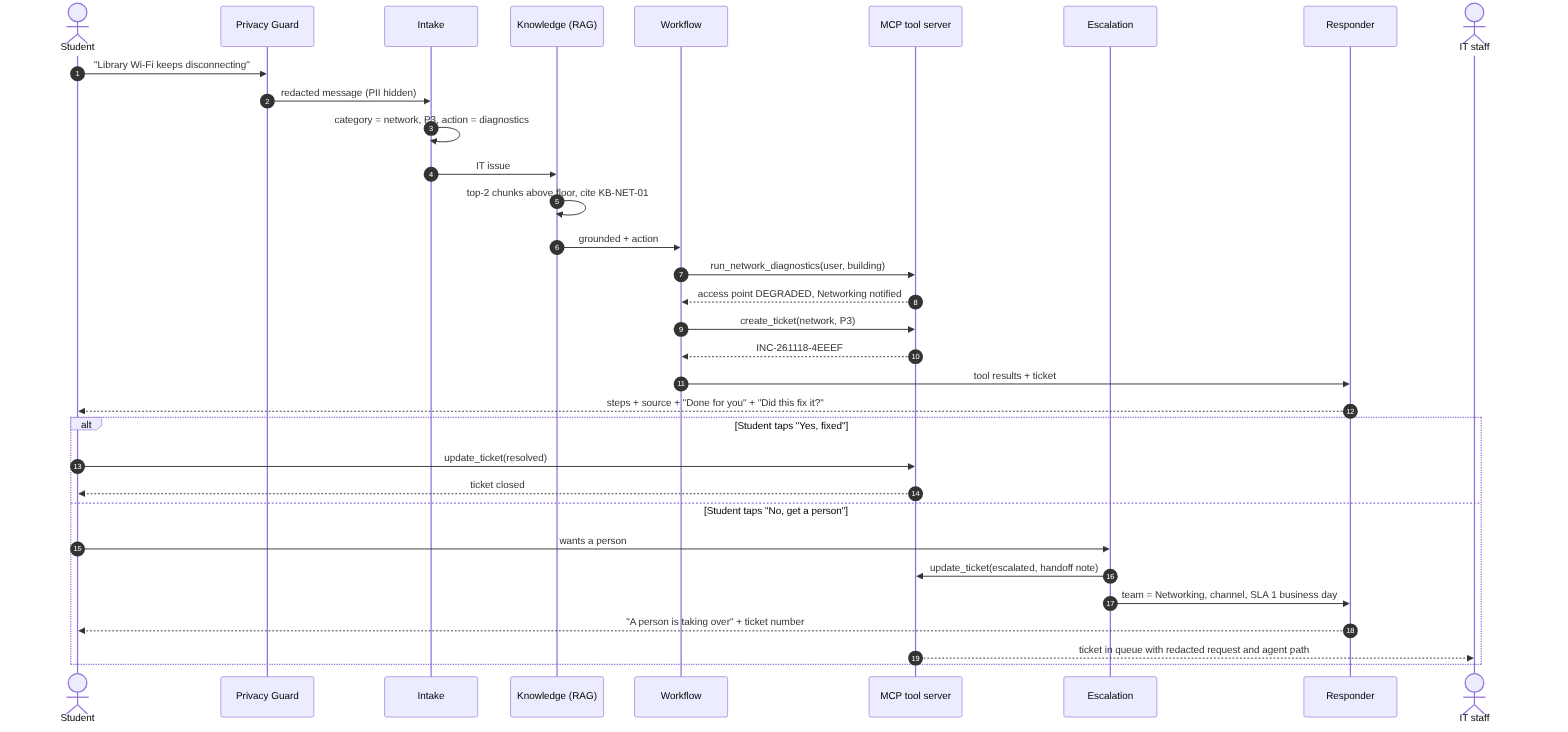 Student
Privacy Guard
Intake
Knowledge (RAG)
Workflow
MCP tool server
Escalation
Responder
IT staff
1 "Library Wi-Fi keeps disconnecting"
2 redacted message (PII hidden)
category = network, P3, action = diagnostics
3
4 IT issue
top-2 chunks above floor, cite KB-NET-01
5
6 grounded + action
7 run_network_diagnostics(user, building)
access point DEGRADED, Networking notified 8
9 create_ticket(network, P3)
INC-261118-4EEEF 10
11 tool results + ticket
steps + source + "Done for you" + "Did this fix it?" 12
alt [Student taps "Yes, fixed"]
13 update_ticket(resolved)
ticket closed 14
[Student taps "No, get a person"]
15 wants a person
update_ticket(escalated, handoff note) 16
17 team = Networking, channel, SLA 1 business day
"A person is taking over" + ticket number 18
19 ticket in queue with redacted request and agent path
Student
Privacy Guard
Intake
Knowledge (RAG)
Workflow
MCP tool server
Escalation
Responder
IT staff